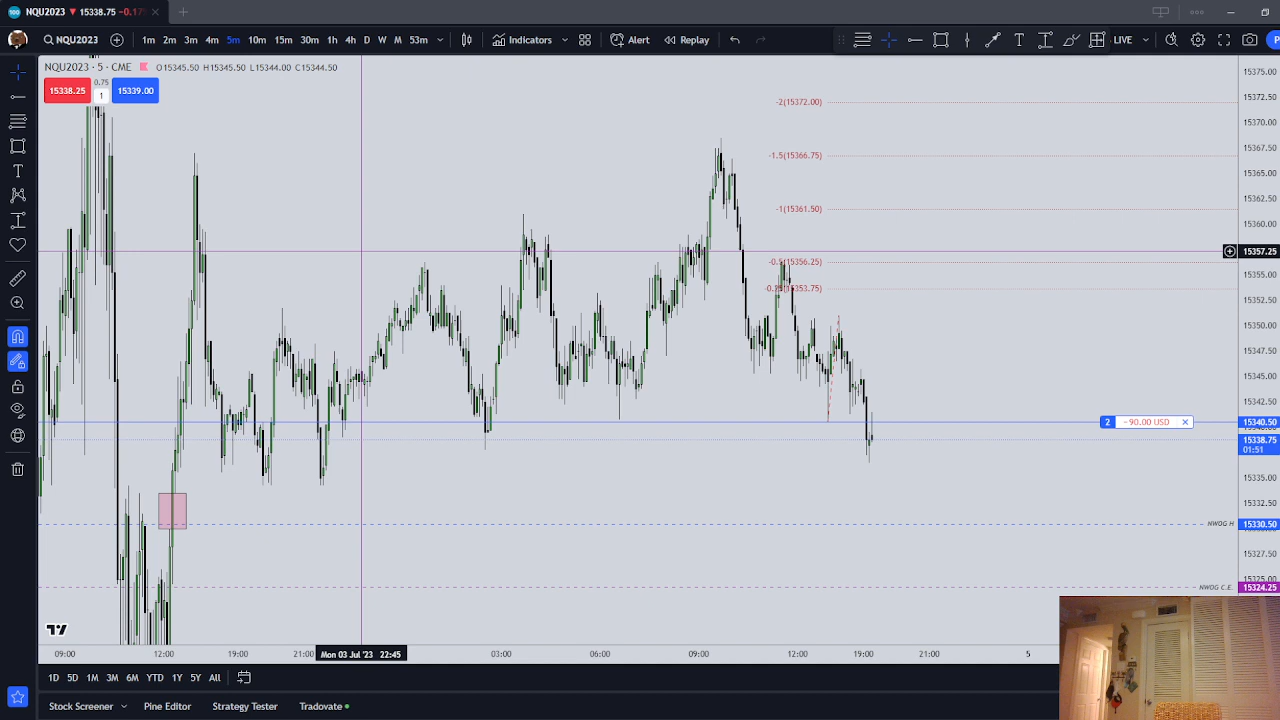 NQU2023 ▼ 15338.75 −0.17%
NQU2023 1m 2m 3m 4m 5m 10m 15m 30m 1h 4h D W M 53m Indicators Alert Replay LIVE
NQU2023 · 5 · CME O15345.50 H15345.50 L15344.00 C15344.50
15338.25 0.75 1 15339.00
-2(15372.00)
-1.5(15366.75)
-1(15361.50)
-0.5(15356.25)
2 −90.00 USD
NWOG H
NWOG C.E.
15375.00
15372.50
15370.00
15367.50
15365.00
15362.50
15360.00
15357.25
15355.00
15352.50
15350.00
15347.50
15345.00
15342.50
15340.50
15338.75
01:51
15335.00
15332.50
15330.50
15327.50
15325.00
15324.25
09:00 12:00 19:00 21:00 Mon 03 Jul '23 22:45 03:00 06:00 09:00 12:00 19:00 21:00 5
1D 5D 1M 3M 6M YTD 1Y 5Y All
Stock Screener Pine Editor Strategy Tester Tradovate